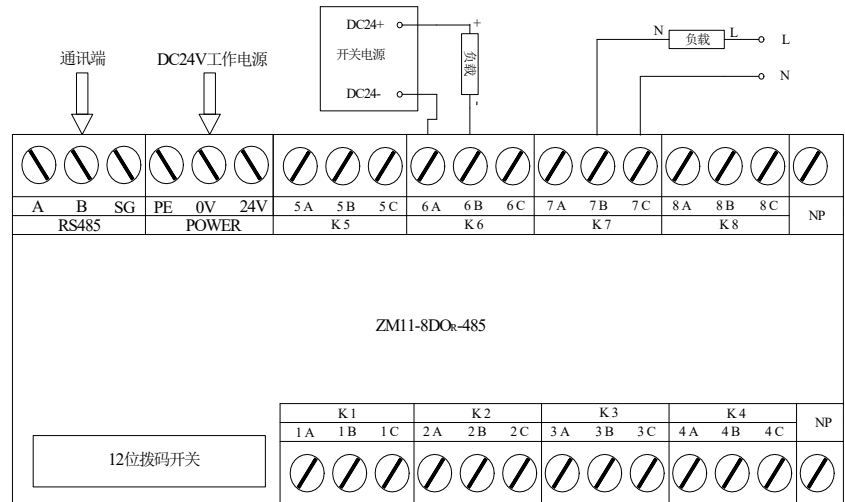 DC24+ +
N 负载 L L
通讯端 DC24V工作电源 开关电源 负载
N
DC24- -
A B SG PE 0V 24V 5A 5B 5C 6A 6B 6C 7A 7B 7C 8A 8B 8C NP
RS485 POWER K5 K6 K7 K8
ZM11-8DOR-485
K1 K2 K3 K4 NP
1A 1B 1C 2A 2B 2C 3A 3B 3C 4A 4B 4C
12位拨码开关